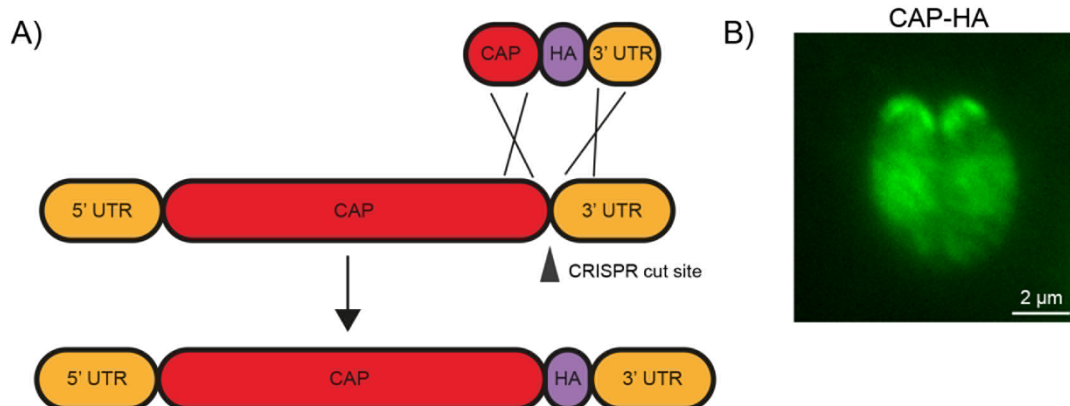 A)
CAP HA 3' UTR
5' UTR CAP 3' UTR
CRISPR cut site
5' UTR CAP HA 3' UTR
B)
CAP-HA
2 µm